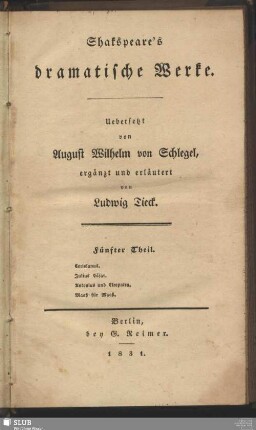 Shakspeare's
dramatische Werke.
Uebersetzt
von
August Wilhelm von Schlegel,
ergänzt und erläutert
von
Ludwig Tieck.
Fünfter Theil.
Coriolanus.
Julius Cäsar.
Antonius und Cleopatra.
Maaß für Maaß.
Berlin,
bey G. Reimer.
1831.
SLUB